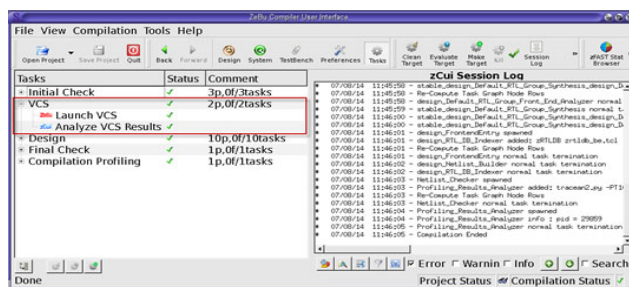 ZeBu Compiler User Interface
File View Compilation Tools Help
Open Project Save Project Quit Back Forward Design System TestBench Preferences Tasks Clean Target Evaluate Target Make Target Kill Session Log » zFAST Stat Browser
Tasks Status Comment
Initial Check 3p,0f/3tasks
VCS 2p,0f/2tasks
Launch VCS
Analyze VCS Results
Design 10p,0f/10tasks
Final Check 1p,0f/1tasks
Compilation Profiling 1p,0f/1tasks
zCui Session Log
07/08/14 11:45:58 - stable_design_Default_RTL_Group_Synthesis_design_D
07/08/14 11:45:58 - Re-Compute Task Graph Node Rows
07/08/14 11:45:58 - design_Default_RTL_Group_Front_End_Analyzer normal
07/08/14 11:45:59 - stable_design_Default_RTL_Group_Synthesis normal t
07/08/14 11:46:00 - stable_design_Default_RTL_Group_Synthesis_design_D
07/08/14 11:46:00 - stable_design_Default_RTL_Group_Synthesis_design_D
07/08/14 11:46:01 - design_FrontendEntry spawned
07/08/14 11:46:01 - design_RTL_DB_Indexer added: zRTLDB zrtldb_be.tcl
07/08/14 11:46:01 - Re-Compute Task Graph Node Rows
07/08/14 11:46:01 - design_FrontendEntry normal task termination
07/08/14 11:46:02 - design_Netlist_Builder normal task termination
07/08/14 11:46:02 - design_RTL_DB_Indexer normal task termination
07/08/14 11:46:03 - Netlist_Checker spawned
07/08/14 11:46:03 - Profiling_Results_Analyzer added:
07/08/14 11:46:03 - Re-Compute Task Graph Node Rows
07/08/14 11:46:03 - Netlist_Checker normal task termination
07/08/14 11:46:04 - Profiling_Results_Analyzer spawned
07/08/14 11:46:04 - Profiling_Results_Analyzer info : pid = 29859
07/08/14 11:46:05 - Profiling_Results_Analyzer normal task termination
07/08/14 11:46:05 - Compilation Ended
Error Warnin Info Search
Done Project Status Compilation Status